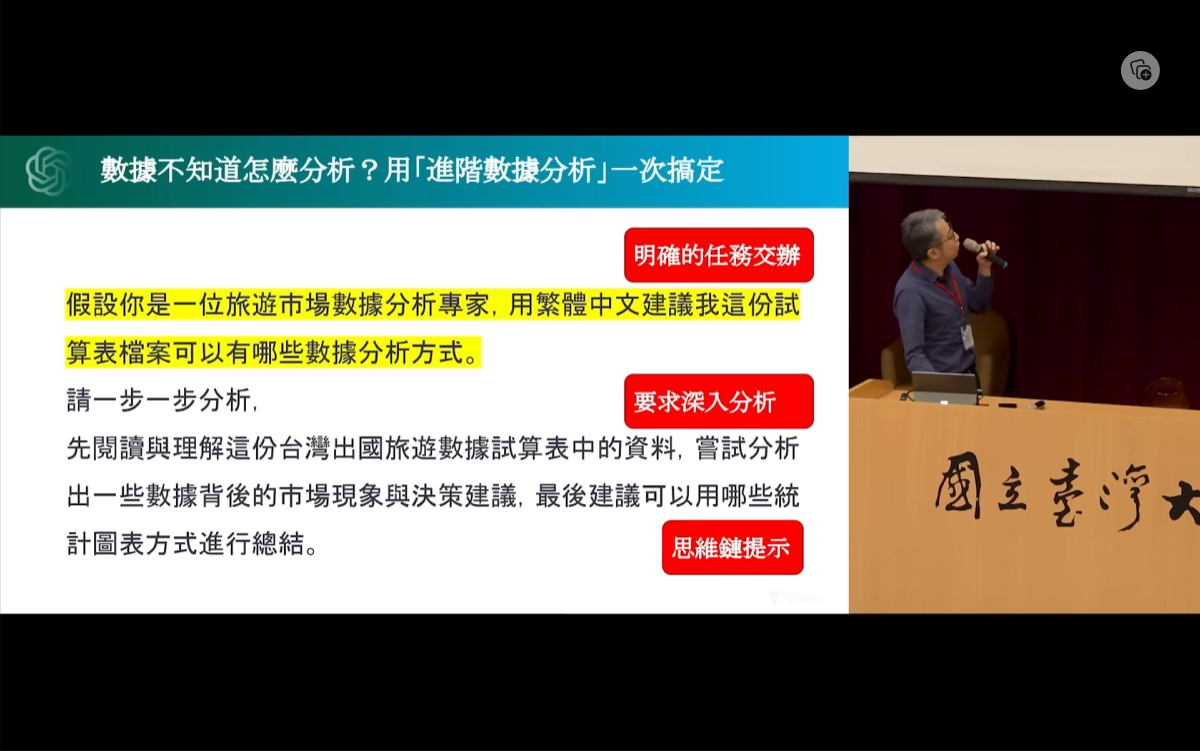 數據不知道怎麼分析？用「進階數據分析」一次搞定
明確的任務交辦
假設你是一位旅遊市場數據分析專家, 用繁體中文建議我這份試
算表檔案可以有哪些數據分析方式。
請一步一步分析,
要求深入分析
先閱讀與理解這份台灣出國旅遊數據試算表中的資料, 嘗試分析
出一些數據背後的市場現象與決策建議, 最後建議可以用哪些統
計圖表方式進行總結。
思維鏈提示
國立臺灣大